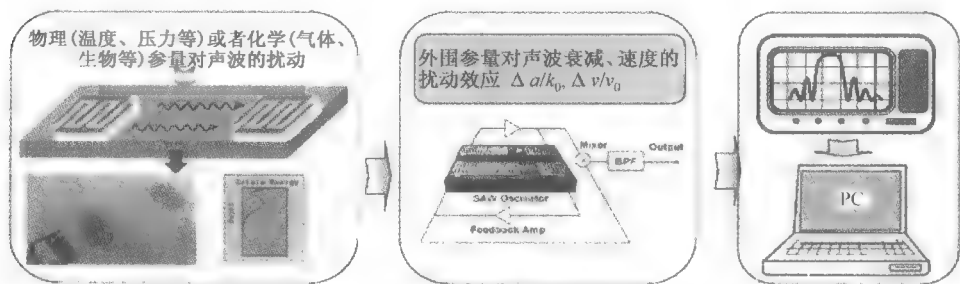 物理(温度、压力等)或者化学(气体、
生物等)参量对声波的扰动
外围参量对声波衰减、速度的
扰动效应 Δ α/k₀, Δ v/v₀
Mixer
Output
BPF
SAW Oscillator
Feedback Amp
PC